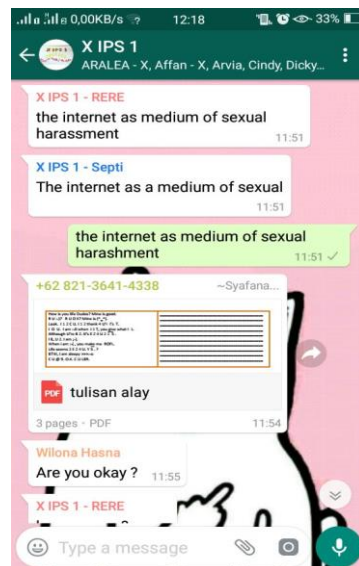 0,00KB/s
12:18
33%
X IPS 1
ARALEA - X, Affan - X, Arvia, Cindy, Dicky...
X IPS 1 - RERE
the internet as medium of sexual
harassment
11:51
X IPS 1 - Septi
The internet as a medium of sexual
11:51
the internet as medium of sexual
harashment
11:51
+62 821-3641-4338
~Syafana...
PDF
tulisan alay
3 pages • PDF
11:54
Wilona Hasna
Are you okay ?
11:55
X IPS 1 - RERE
Type a message